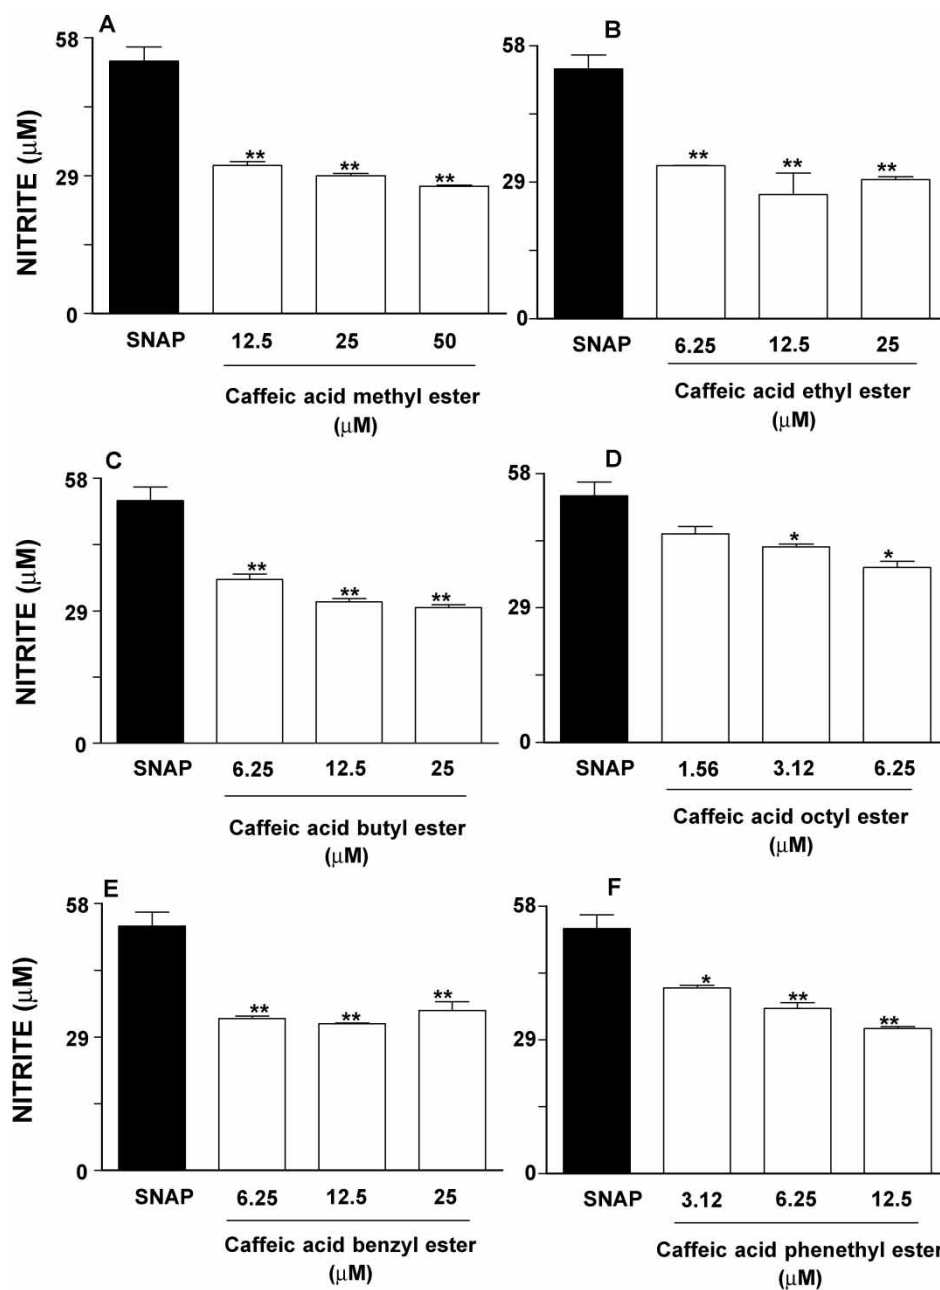 A
58
29
0
NITRITE (μM)
**
**
**
SNAP
12.5
25
50
Caffeic acid methyl ester
(μM)
B
58
29
0
**
**
**
SNAP
6.25
12.5
25
Caffeic acid ethyl ester
(μM)
C
58
29
0
NITRITE (μM)
**
**
**
SNAP
6.25
12.5
25
Caffeic acid butyl ester
(μM)
D
58
29
0
*
*
SNAP
1.56
3.12
6.25
Caffeic acid octyl ester
(μM)
E
58
29
0
NITRITE (μM)
**
**
**
SNAP
6.25
12.5
25
Caffeic acid benzyl ester
(μM)
F
58
29
0
*
**
**
SNAP
3.12
6.25
12.5
Caffeic acid phenethyl ester
(μM)